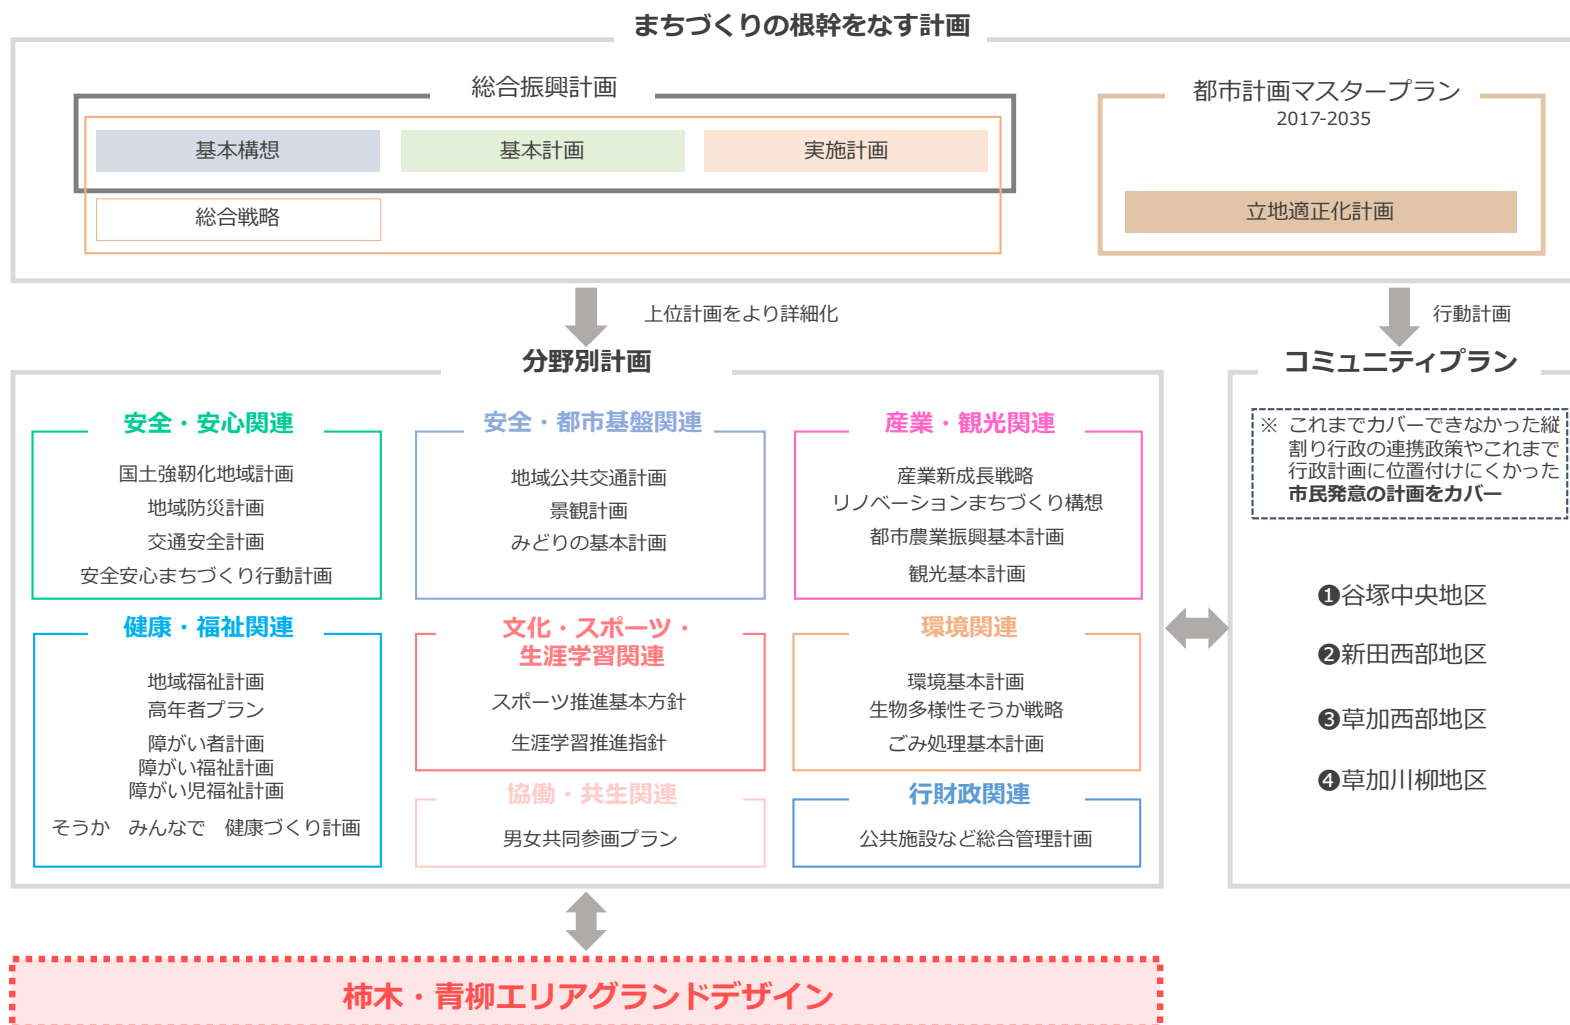 まちづくりの根幹をなす計画
総合振興計画
基本構想
基本計画
実施計画
総合戦略
都市計画マスタープラン
2017-2035
立地適正化計画
上位計画をより詳細化
行動計画
分野別計画
安全・安心関連
国土強靭化地域計画
地域防災計画
交通安全計画
安全安心まちづくり行動計画
安全・都市基盤関連
地域公共交通計画
景観計画
みどりの基本計画
産業・観光関連
産業新成長戦略
リノベーションまちづくり構想
都市農業振興基本計画
観光基本計画
健康・福祉関連
地域福祉計画
高年者プラン
障がい者計画
障がい福祉計画
障がい児福祉計画
そうか　みんなで　健康づくり計画
文化・スポーツ・
生涯学習関連
スポーツ推進基本方針
生涯学習推進指針
環境関連
環境基本計画
生物多様性そうか戦略
ごみ処理基本計画
協働・共生関連
男女共同参画プラン
行財政関連
公共施設など総合管理計画
コミュニティプラン
※ これまでカバーできなかった縦
割り行政の連携政策やこれまで
行政計画に位置付けにくかった
市民発意の計画をカバー
❶谷塚中央地区
❷新田西部地区
❸草加西部地区
❹草加川柳地区
柿木・青柳エリアグランドデザイン